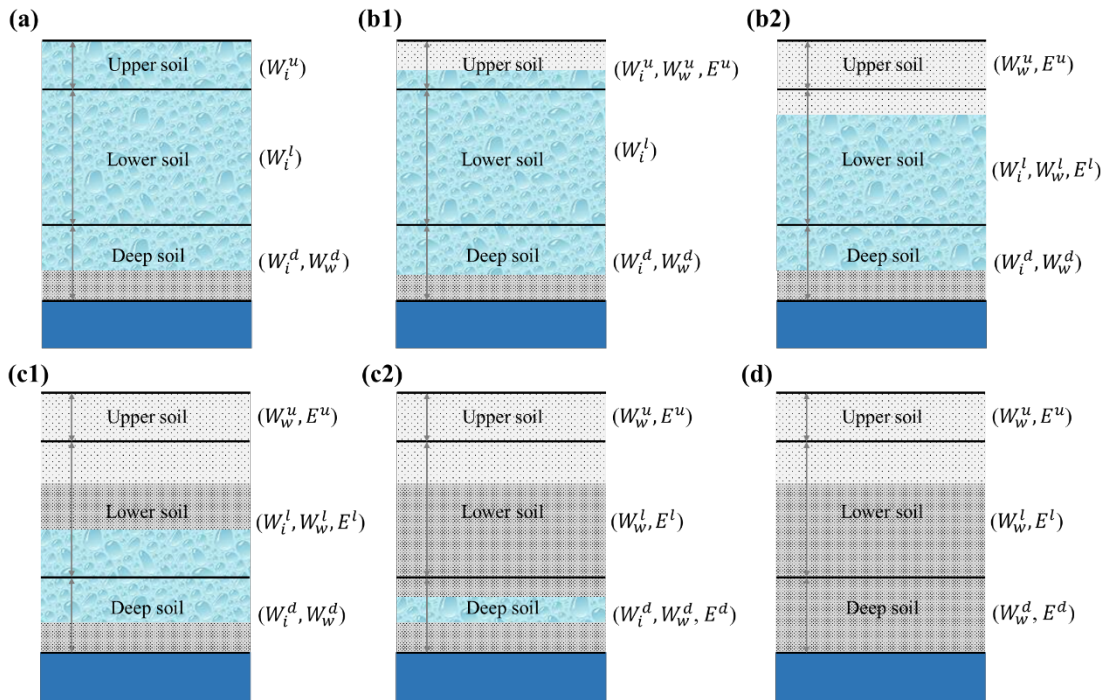 (a)
Upper soil
(W_i^u)
Lower soil
(W_i^l)
Deep soil
(W_i^d, W_w^d)
(b1)
Upper soil
(W_i^u, W_w^u, E^u)
Lower soil
(W_i^l)
Deep soil
(W_i^d, W_w^d)
(b2)
Upper soil
(W_w^u, E^u)
Lower soil
(W_i^l, W_w^l, E^l)
Deep soil
(W_i^d, W_w^d)
(c1)
Upper soil
(W_w^u, E^u)
Lower soil
(W_i^l, W_w^l, E^l)
Deep soil
(W_i^d, W_w^d)
(c2)
Upper soil
(W_w^u, E^u)
Lower soil
(W_w^l, E^l)
Deep soil
(W_i^d, W_w^d, E^d)
(d)
Upper soil
(W_w^u, E^u)
Lower soil
(W_w^l, E^l)
Deep soil
(W_w^d, E^d)